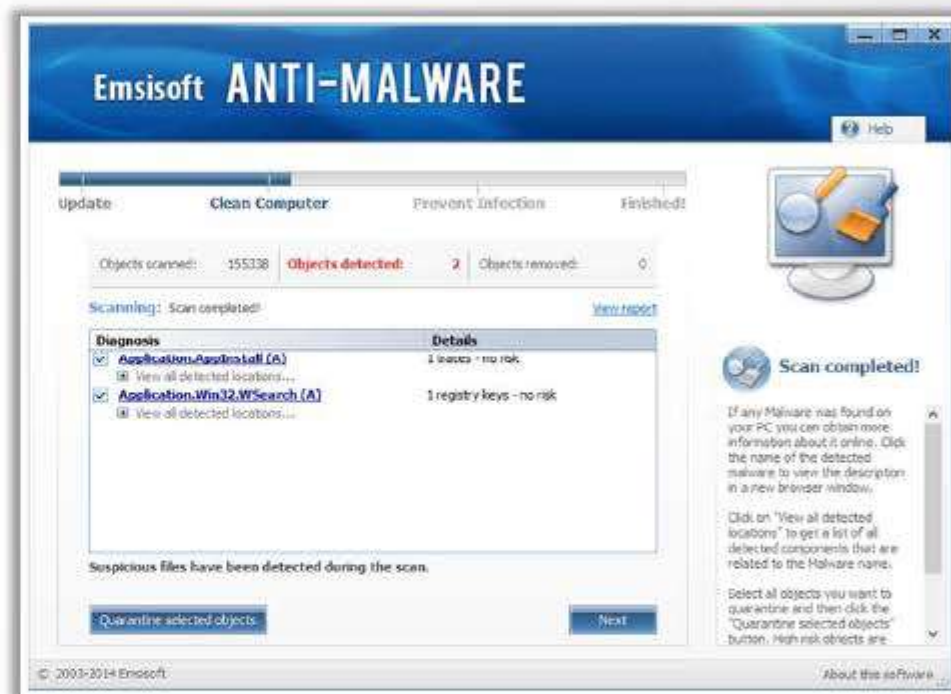 Emsisoft ANTI-MALWARE
Help
Update Clean Computer Prevent Infection Finished!
Objects scanned: 155338 Objects detected: 2 Objects removed: 0
Scanning: Scan completed! View report
Diagnosis Details
Application.AppInstall (A) 1 traces - no risk
View all detected locations...
Application.Win32.WSearch (A) 1 registry keys - no risk
View all detected locations...
Suspicious files have been detected during the scan.
Quarantine selected objects Next
Scan completed!
If any Malware was found on
your PC you can obtain more
information about it online. Click
the name of the detected
malware to view the description
in a new browser window.
Click on "View all detected
locations" to get a list of all
detected components that are
related to the Malware name.
Select all objects you want to
quarantine and then click the
"Quarantine selected objects"
button. High risk objects are
© 2003-2014 Emsisoft About this software